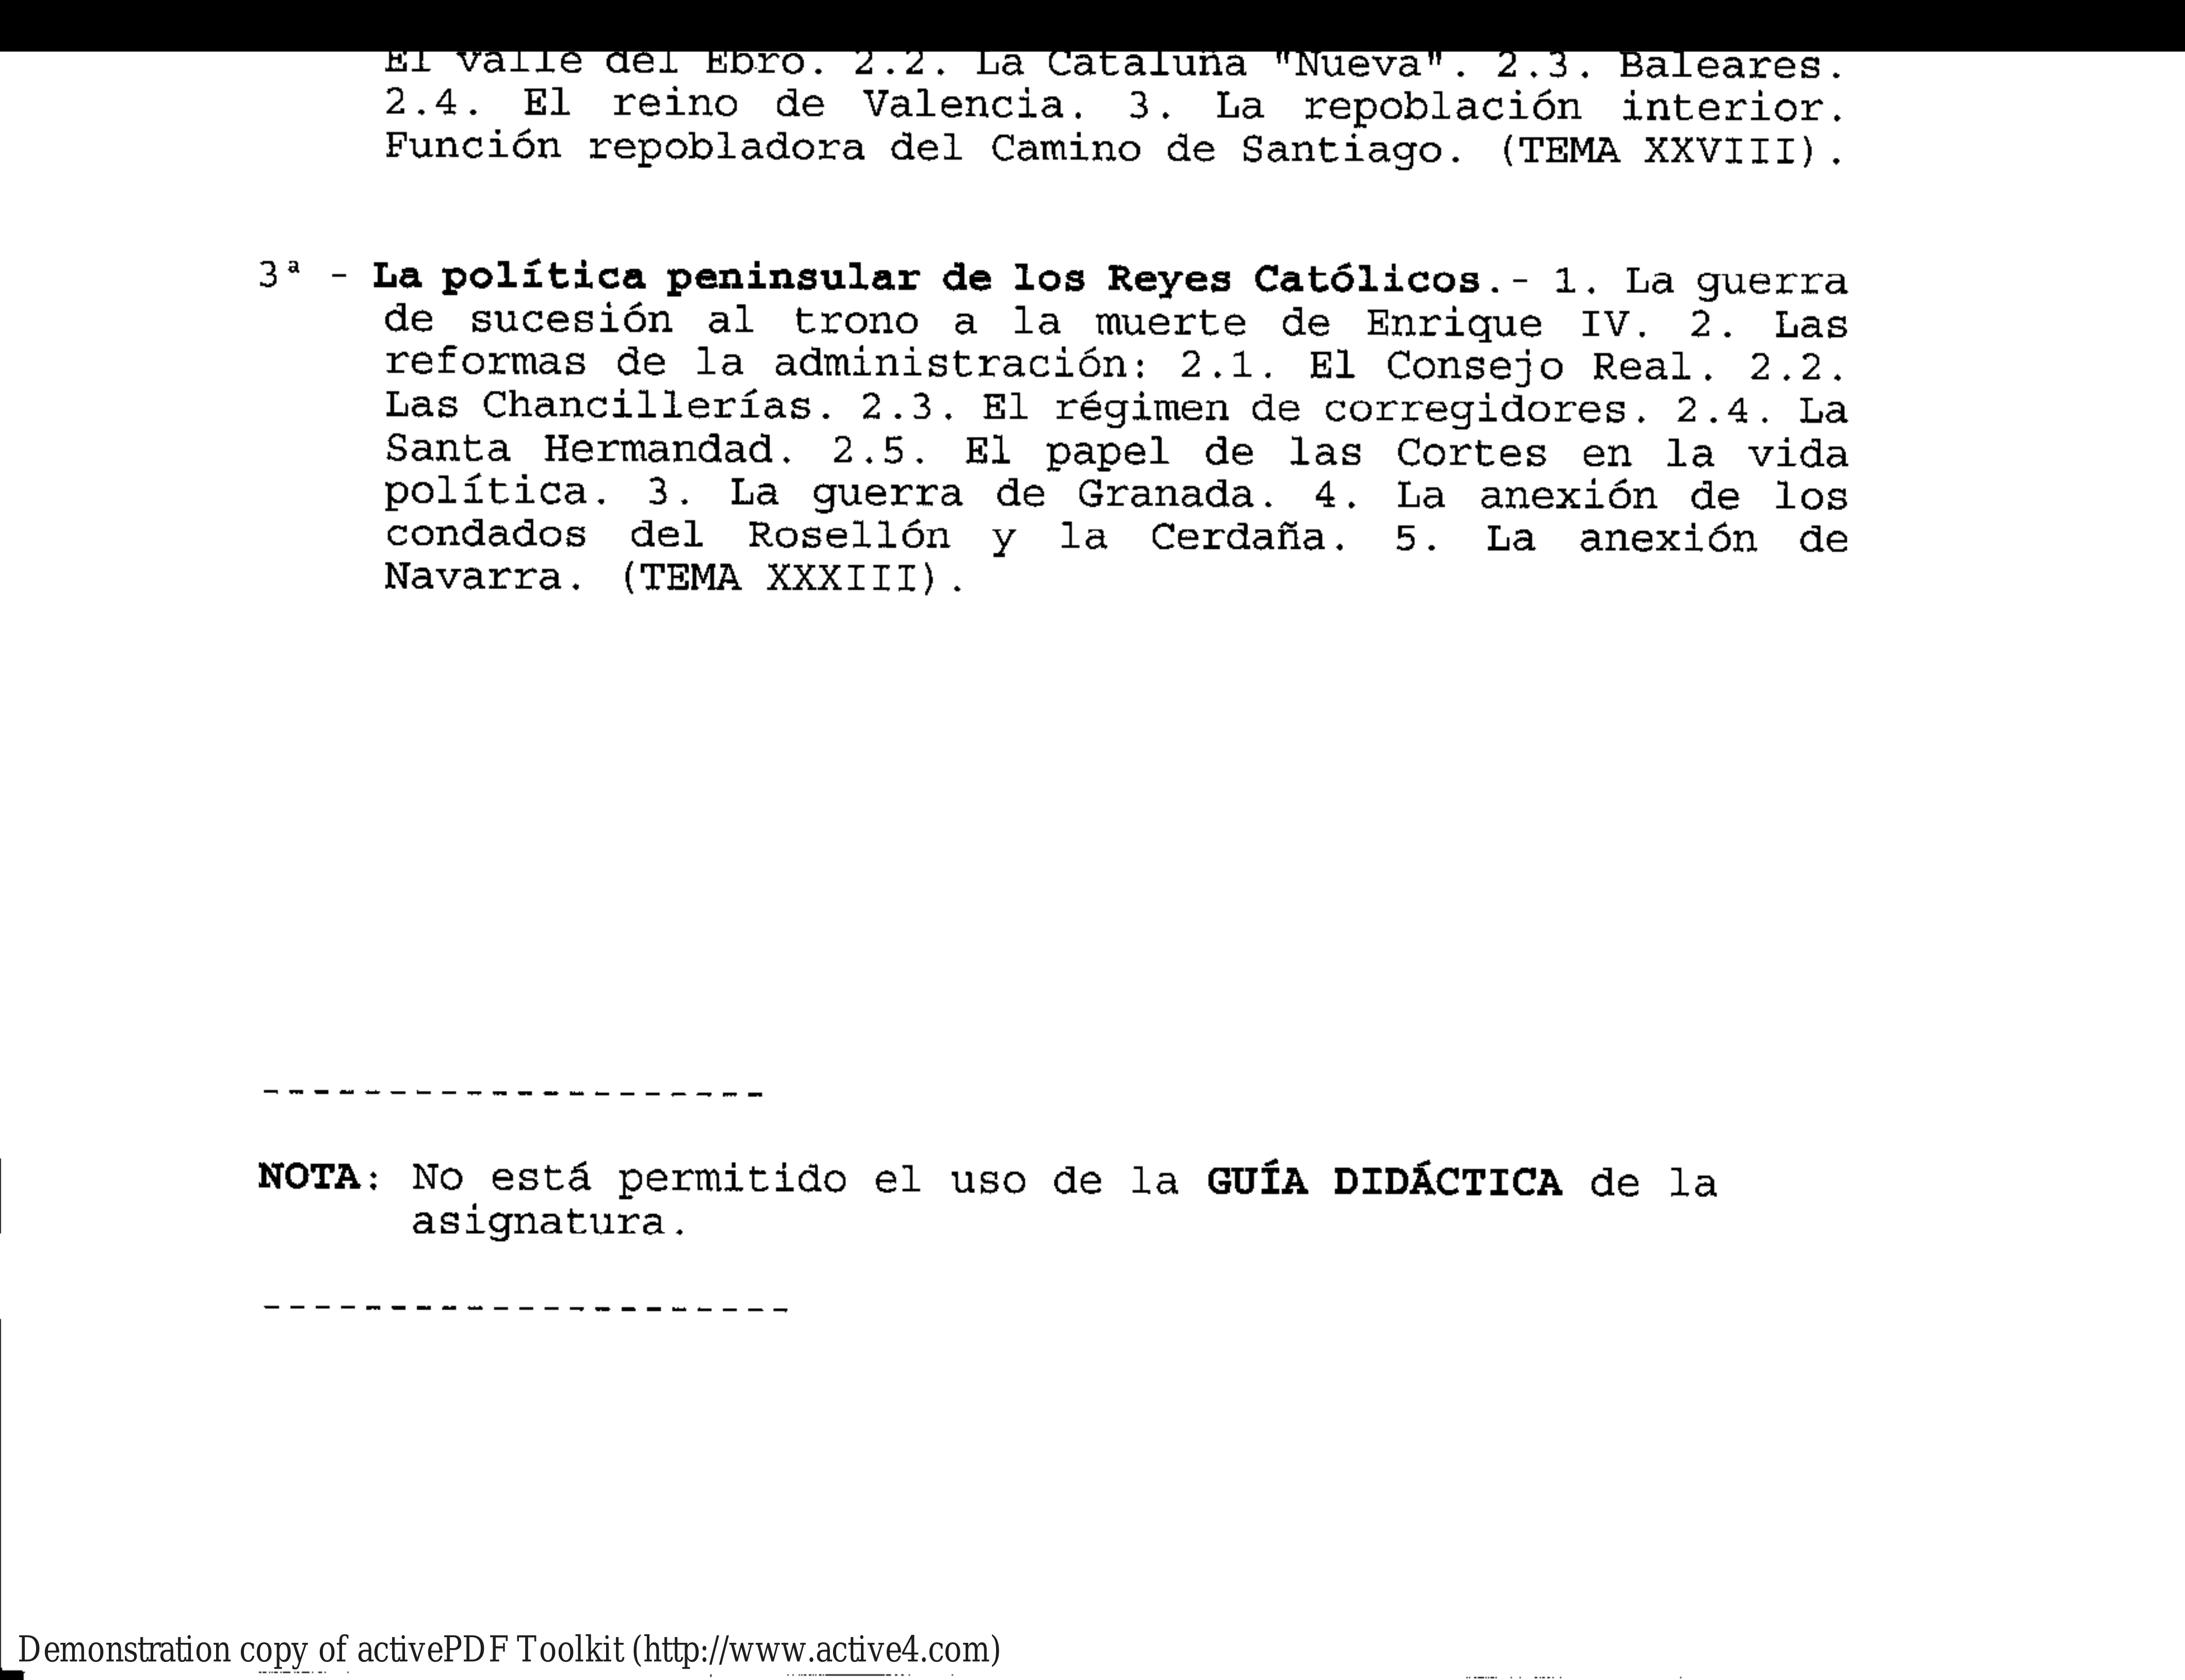 El valle del Ebro. 2.2. La Cataluña "Nueva". 2.3. Baleares.
2.4. El reino de Valencia. 3. La repoblación interior.
Función repobladora del Camino de Santiago. (TEMA XXVIII).
3ª - La política peninsular de los Reyes Católicos.- 1. La guerra
de sucesión al trono a la muerte de Enrique IV. 2. Las
reformas de la administración: 2.1. El Consejo Real. 2.2.
Las Chancillerías. 2.3. El régimen de corregidores. 2.4. La
Santa Hermandad. 2.5. El papel de las Cortes en la vida
política. 3. La guerra de Granada. 4. La anexión de los
condados del Rosellón y la Cerdaña. 5. La anexión de
Navarra. (TEMA XXXIII).
--------------------
NOTA: No está permitido el uso de la GUÍA DIDÁCTICA de la
asignatura.
---------------------
Demonstration copy of activePDF Toolkit (http://www.active4.com)